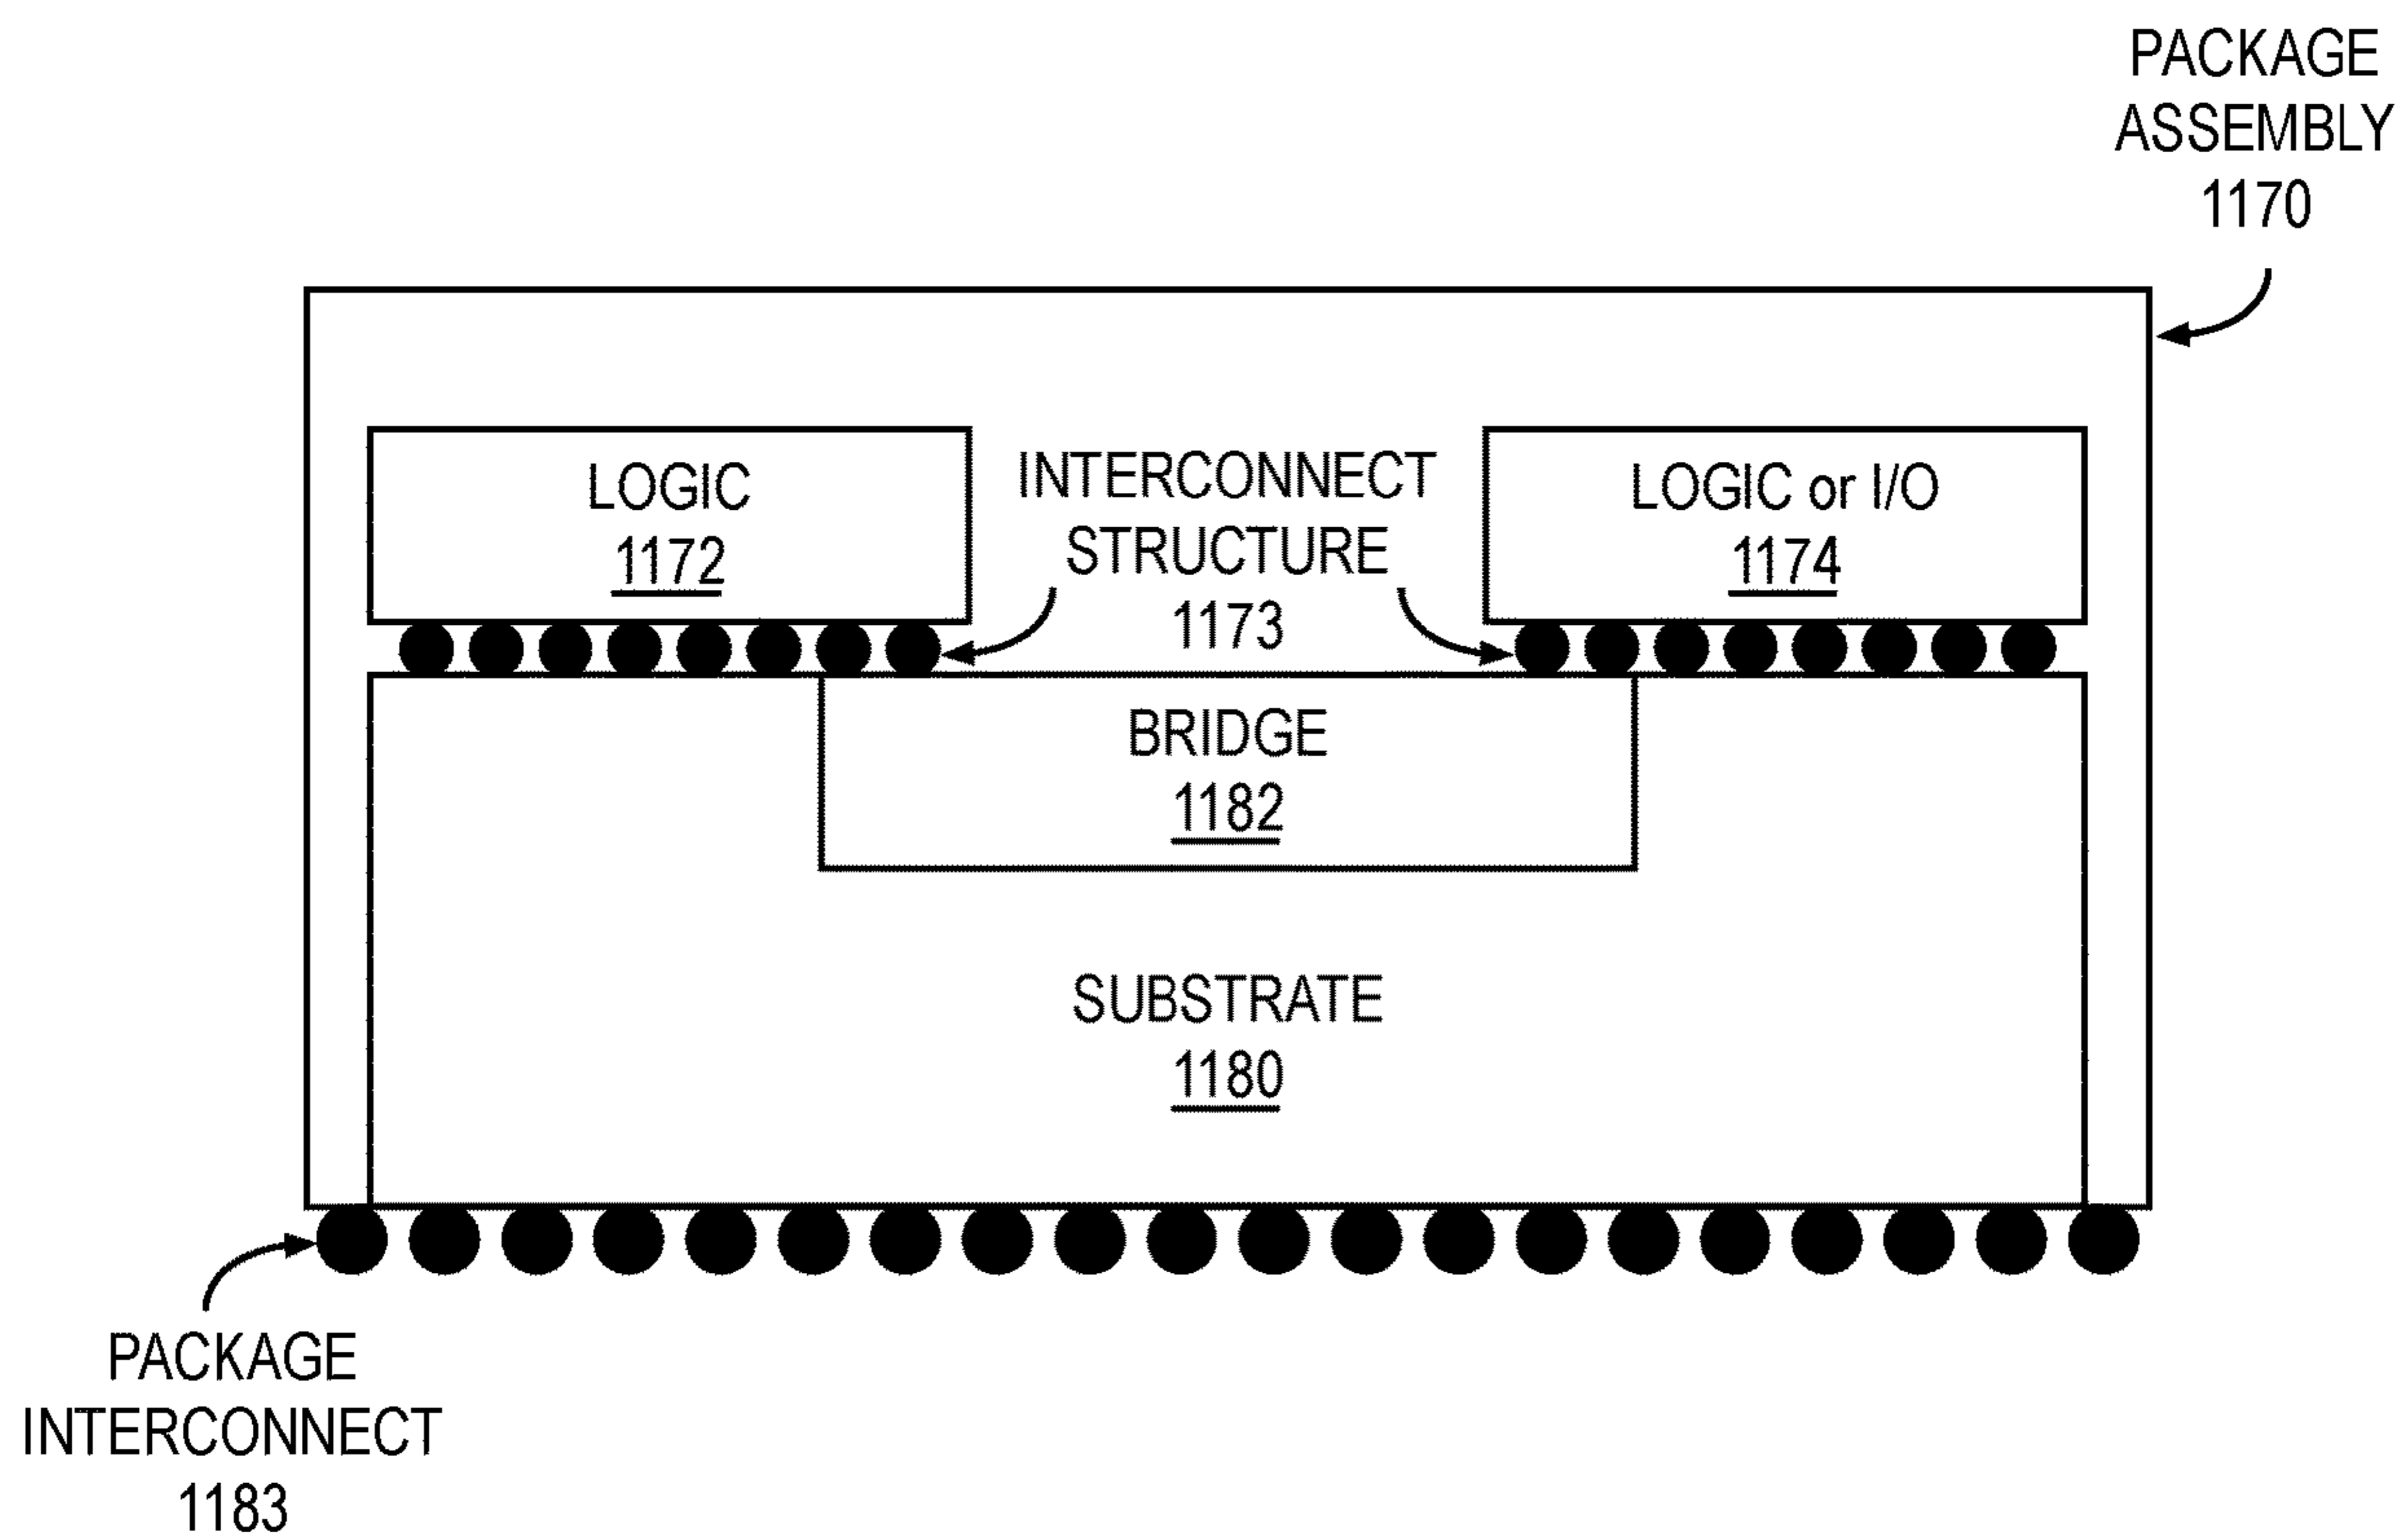 PACKAGE
ASSEMBLY
1170
LOGIC
1172
INTERCONNECT
STRUCTURE
1173
LOGIC or I/O
1174
BRIDGE
1182
SUBSTRATE
1180
PACKAGE
INTERCONNECT
1183